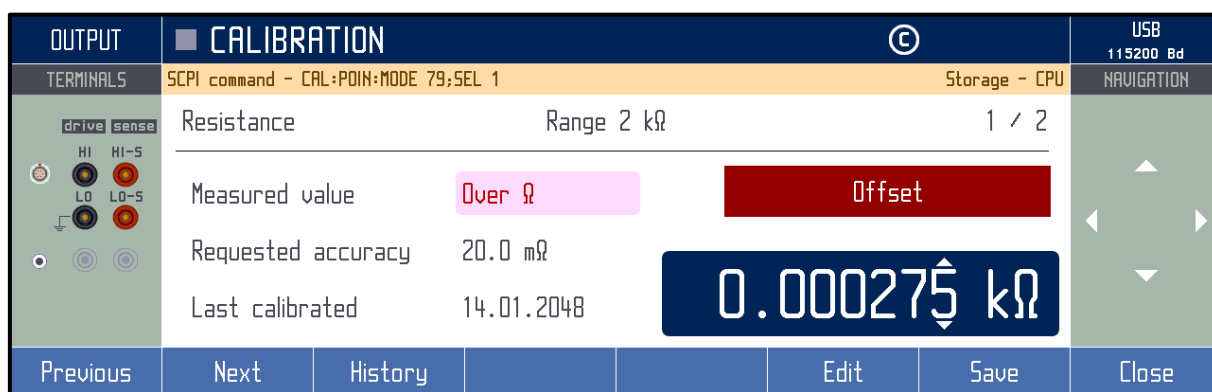 OUTPUT
CALIBRATION
©
USB
115200 Bd
TERMINALS
SCPI command - CAL:POIN:MODE 79;SEL 1
Storage - CPU
NAVIGATION
drive sense
HI HI-S
LO LO-S
Resistance
Range 2 kΩ
1 / 2
Measured value
Over Ω
Offset
Requested accuracy
20.0 mΩ
Last calibrated
14.01.2048
0.000275 kΩ
Previous
Next
History
Edit
Save
Close